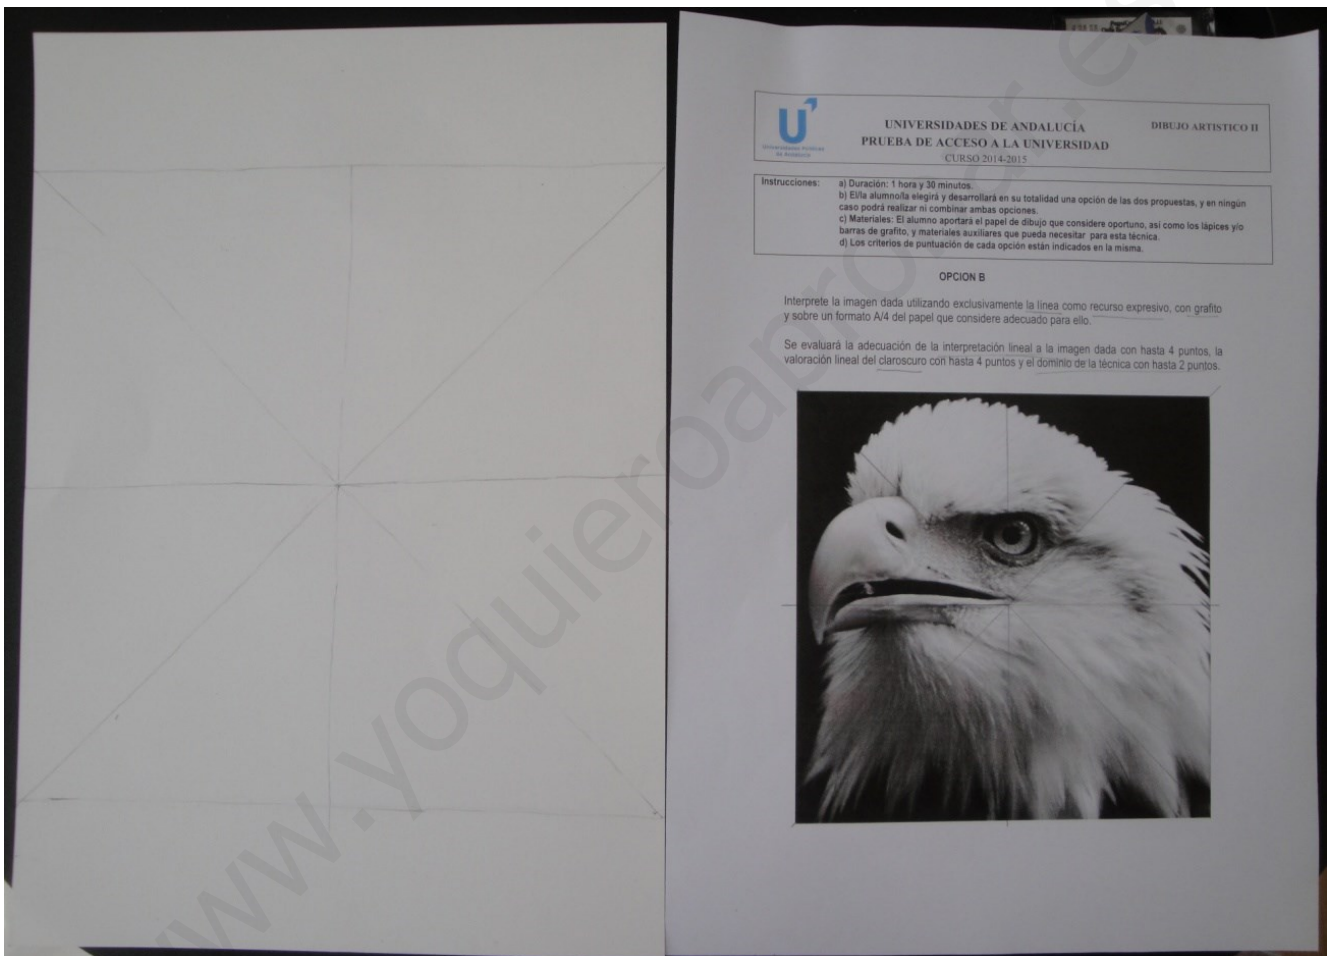 UNIVERSIDADES DE ANDALUCÍA
PRUEBA DE ACCESO A LA UNIVERSIDAD
CURSO 2014-2015
DIBUJO ARTISTICO II
U
Instrucciones:
a) Duración: 1 hora y 30 minutos.
b) El/la alumno/la elegirá y desarrollará en su totalidad una opción de las dos propuestas, y en ningún
caso podrá realizar ni combinar ambas opciones.
c) Materiales: El alumno aportará el papel de dibujo que considere oportuno, así como los lápices y/o
barras de grafito, y materiales auxiliares que pueda necesitar para esta técnica.
d) Los criterios de puntuación de cada opción están indicados en la misma.
OPCION B
Interprete la imagen dada utilizando exclusivamente la línea como recurso expresivo, con grafito
y sobre un formato A/4 del papel que considere adecuado para ello.
Se evaluará la adecuación de la interpretación lineal a la imagen dada con hasta 4 puntos, la
valoración lineal del claroscuro con hasta 4 puntos y el dominio de la técnica con hasta 2 puntos.
www.yoquieroaprobar.es